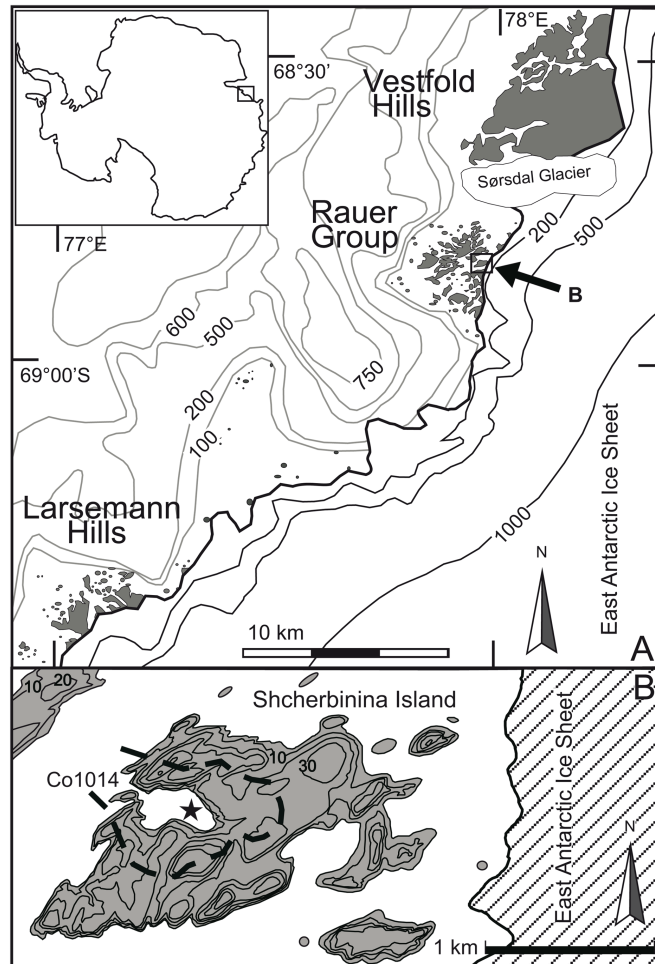 78°E
68°30'
Vestfold
Hills
Sørsdal Glacier
Rauer
Group
77°E
200
500
B
600
500
69°00'S
750
200
100
Larsemann
Hills
1000
East Antarctic Ice Sheet
N
10 km
A
B
10
20
Shcherbinina Island
Co1014
10
30
East Antarctic Ice Sheet
N
1 km